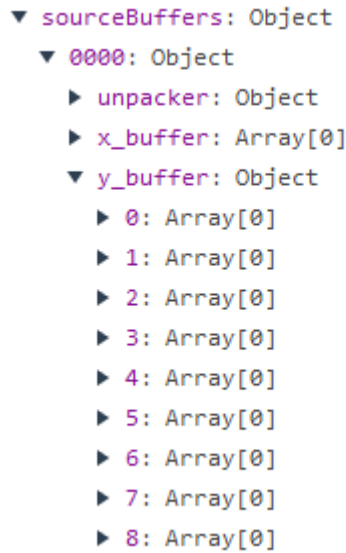 ▼ sourceBuffers: Object
▼ 0000: Object
▶ unpacker: Object
▶ x_buffer: Array[0]
▼ y_buffer: Object
▶ 0: Array[0]
▶ 1: Array[0]
▶ 2: Array[0]
▶ 3: Array[0]
▶ 4: Array[0]
▶ 5: Array[0]
▶ 6: Array[0]
▶ 7: Array[0]
▶ 8: Array[0]